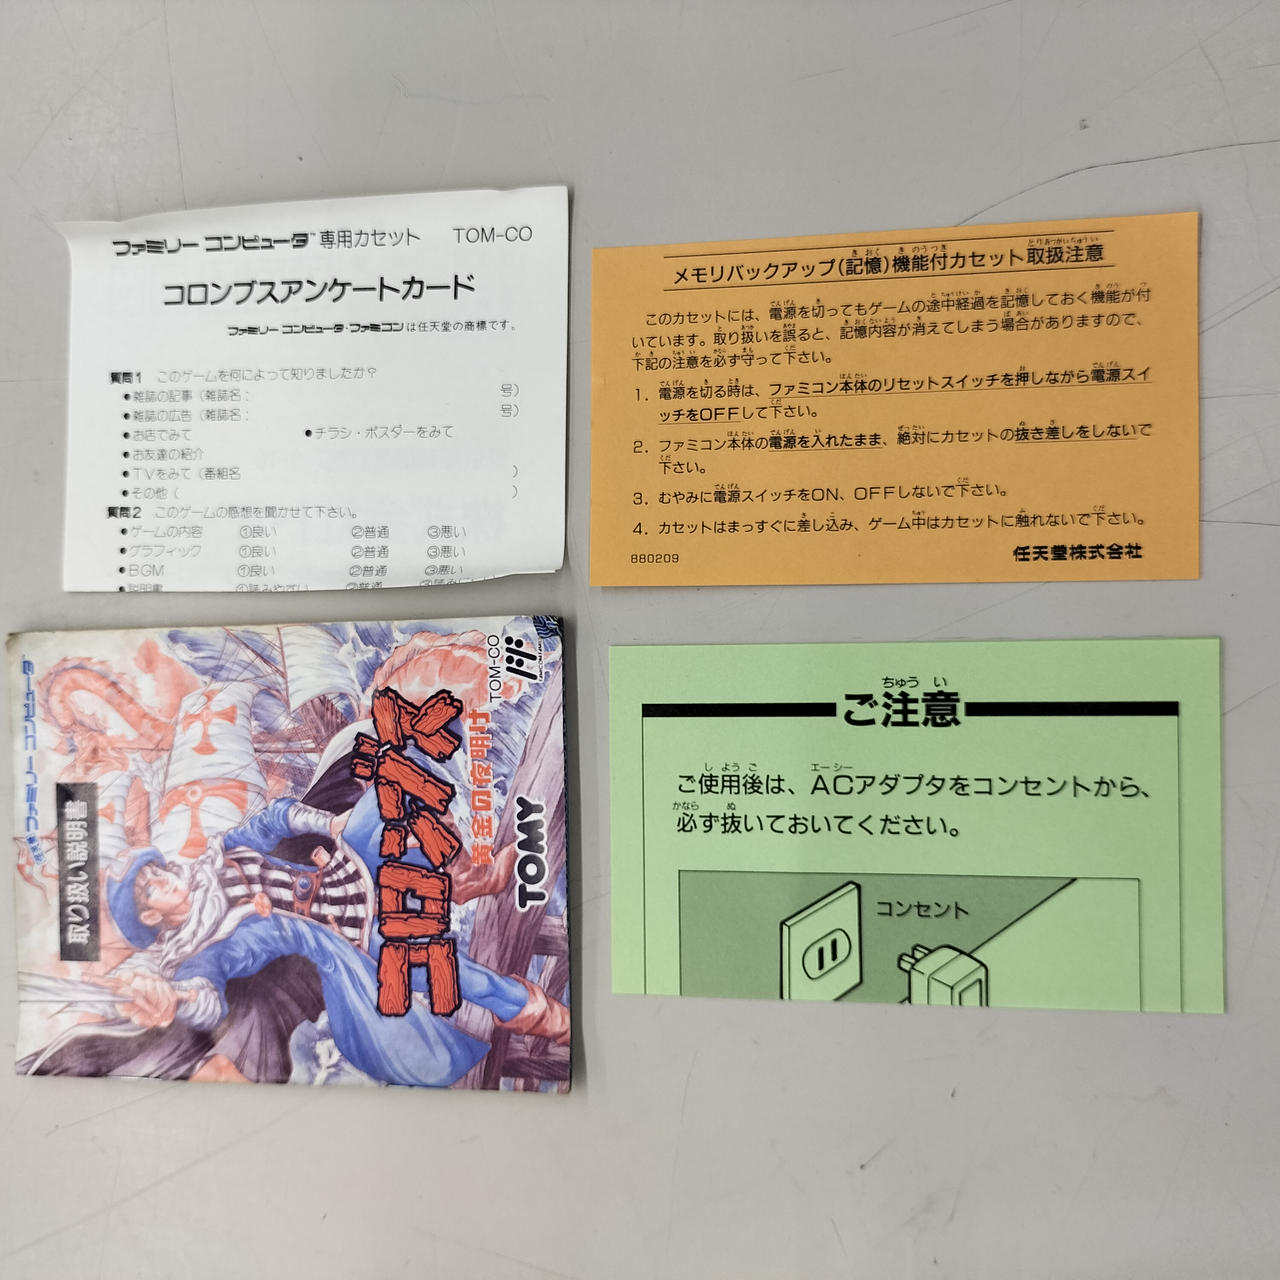 ファミリー コンピュータ™ 専用カセット TOM-CO
コロンブスアンケートカード
ファミリー コンピュータ・ファミコンは任天堂の商標です。
質問1 このゲームを何によって知りましたか？
●雑誌の記事（雑誌名： 号）
●雑誌の広告（雑誌名： 号）
●お店でみて ●チラシ・ポスターをみて
●お友達の紹介
●TVをみて（番組名 ）
●その他（ ）
質問2 ゲームの感想を聞かせて下さい。
●ゲームの内容 ①良い ②普通 ③悪い
●グラフィック ①良い ②普通 ③悪い
●BGM ①良い ②普通 ③悪い
●説明書 ①読みやすい ②普通 ③読みにくい
メモリバックアップ(記憶)機能付カセット取扱注意
このカセットには、電源を切ってもゲームの途中経過を記憶しておく機能が付
いています。取り扱いを誤ると、記憶内容が消えてしまう場合がありますので、
下記の注意を必ず守って下さい。
1. 電源を切る時は、ファミコン本体のリセットスイッチを押しながら電源スイ
ッチをOFFして下さい。
2. ファミコン本体の電源を入れたまま、絶対にカセットの抜き差しをしないで
下さい。
3. むやみに電源スイッチをON、OFFしないで下さい。
4. カセットはまっすぐに差し込み、ゲーム中はカセットに触れないで下さい。
880209
任天堂株式会社
ファミリー コンピュータ™
取り扱い説明書
コロンブス
黄金の夜明け
TOMY
TOM-CO
ちゅう い
ご注意
ご使用後は、ACアダプタをコンセントから、
必ず抜いておいてください。
コンセント